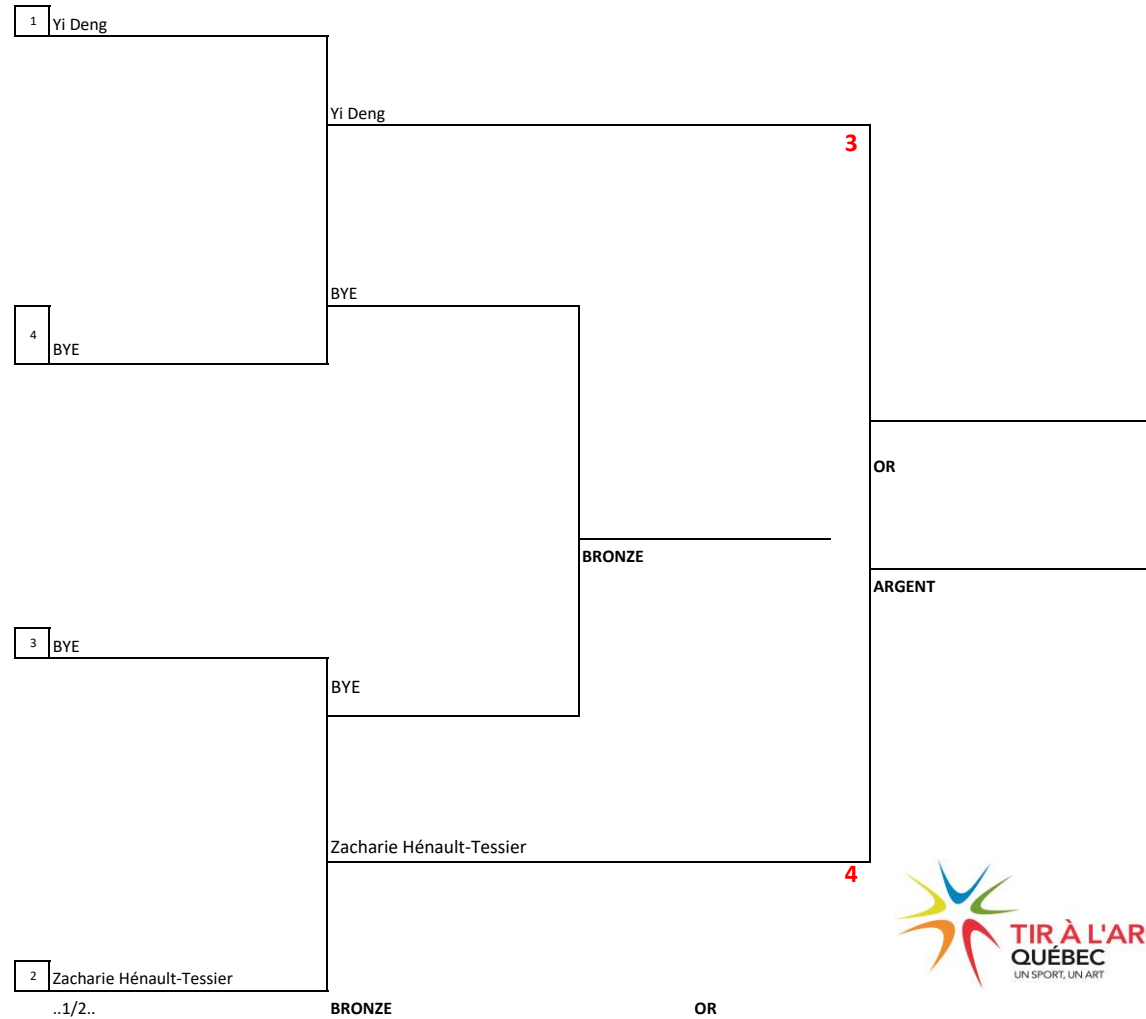 1 Yi Deng
Yi Deng
3
BYE
4
BYE
OR
BRONZE
ARGENT
3 BYE
BYE
Zacharie Hénault-Tessier
4
TIR À L'AR
QUÉBEC
UN SPORT, UN ART
2 Zacharie Hénault-Tessier
..1/2.. BRONZE OR